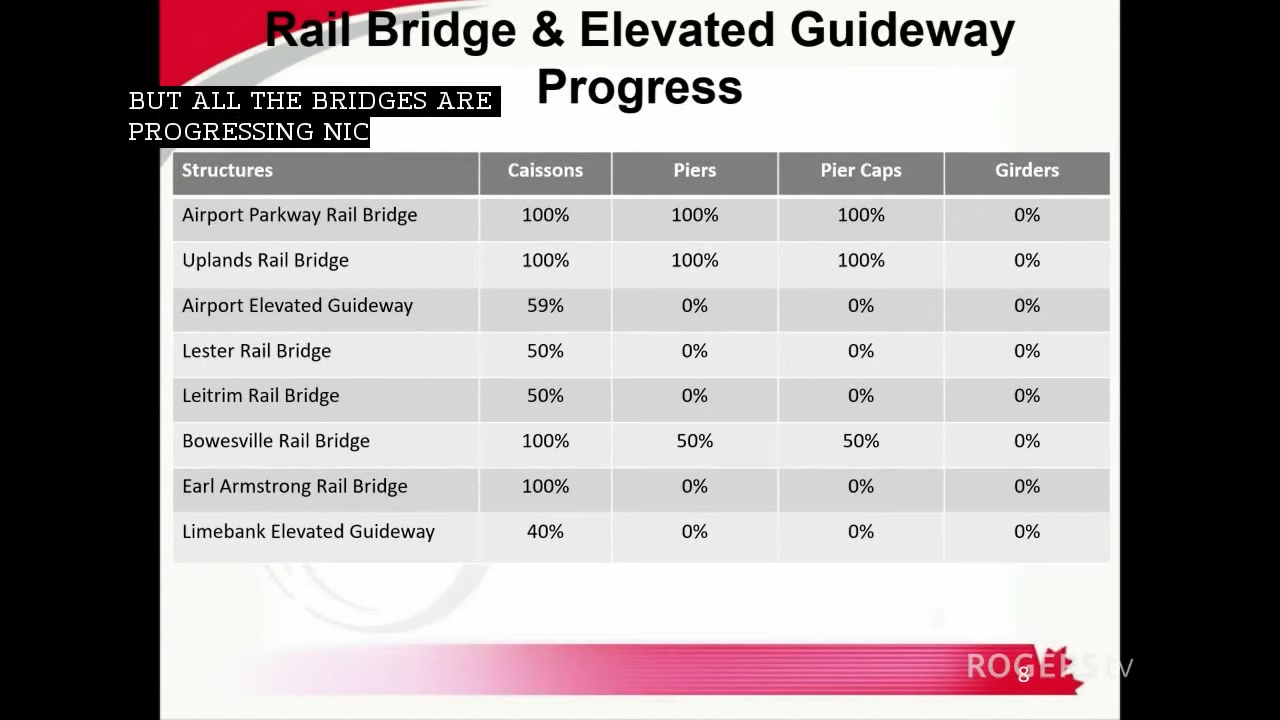 Rail Bridge & Elevated Guideway
Progress
BUT ALL THE BRIDGES ARE
PROGRESSING NIC
Structures Caissons Piers Pier Caps Girders
Airport Parkway Rail Bridge 100% 100% 100% 0%
Uplands Rail Bridge 100% 100% 100% 0%
Airport Elevated Guideway 59% 0% 0% 0%
Lester Rail Bridge 50% 0% 0% 0%
Leitrim Rail Bridge 50% 0% 0% 0%
Bowesville Rail Bridge 100% 50% 50% 0%
Earl Armstrong Rail Bridge 100% 0% 0% 0%
Limebank Elevated Guideway 40% 0% 0% 0%
ROGERS tv
8